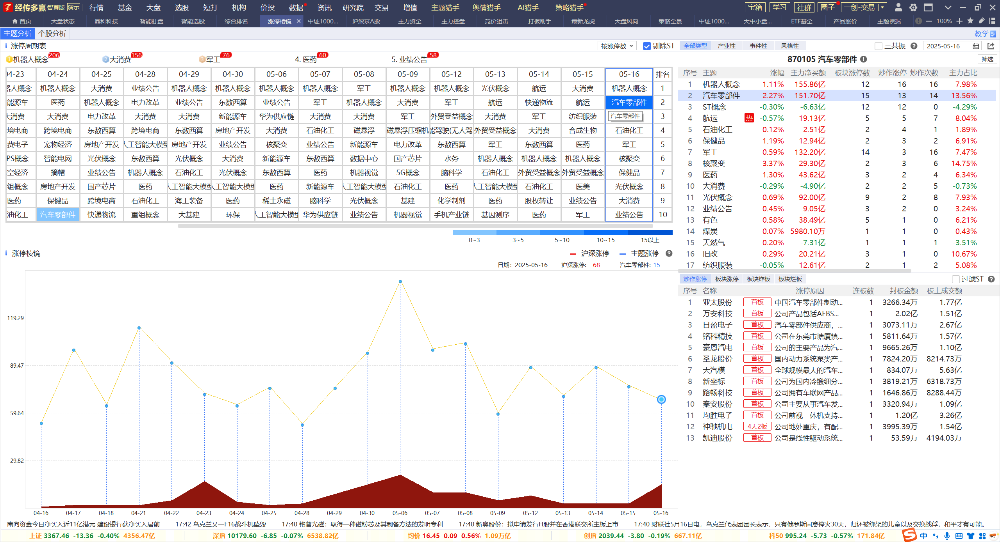 经传多赢 智尊版 演示 行情 基金 大盘 选股 短打 机构 价投 数据 资讯 研究院 交易 增值 主题猎手 舆情猎手 AI猎手 策略猎手 宝箱 学习 社群 圈子 一创-交易
首页 大盘状态 晶科科技 智能盯盘 智能选股 综合排名 涨停棱镜 中证1000... 沪深京A股 主力资金 主力控盘 竞价狙击 打板助手 最新龙虎 大盘风向 策略全景 中证1000... 大中小盘... ETF基金 产品涨价 主题挖掘 100%
主题分析 个股分析 教学
涨停周期表 按涨停数 剔除ST
1 机器人概念 206 2 大消费 156 3 军工 76 4. 医药 60 5. 业绩公告 58
04-23 04-24 04-25 04-28 04-29 04-30 05-06 05-07 05-08 05-09 05-12 05-13 05-14 05-15 05-16 排名
器人概念 机器人概念 大消费 业绩公告 机器人概念 机器人概念 机器人概念 机器人概念 军工 机器人概念 机器人概念 光伏概念 航运 大消费 机器人概念 1
能源车 医药 机器人概念 电力改革 业绩公告 东数西算 业绩公告 军工 机器人概念 大消费 军工 航运 快递物流 航运 汽车零部件 2
大消费 大消费 电力改革 大消费 大消费 新能源车 华为供应链 大消费 大消费 军工 外贸受益概念 大消费 军工 纺织服装 汽车零部件 3
境电商 跨境电商 东数西算 跨境电商 东数西算 房地产开发 大消费 石油化工 磁悬浮 磁悬浮压缩机 能驾驶(无人驾 外贸受益概念 大消费 合成生物 石油化工 4
费电子 宠物经济 房地产开发 人工智能大模型 房地产开发 业绩公告 核聚变 业绩公告 新能源车 电力改革 东数西算 军工 东数西算 医药 军工 5
PS概念 智能电网 光伏概念 东数西算 光伏概念 大消费 新能源车 东数西算 数据中心 国产芯片 水务 机器人概念 机器人概念 机器人概念 核聚变 6
空经济 摘帽 业绩公告 机器人概念 石油化工 光伏概念 东数西算 医药 机器视觉 5G概念 脑科学 石油化工 外贸受益概念 外贸受益概念 保健品 7
组概念 房地产开发 国产芯片 医药 人工智能大模型 人工智能大模型 医药 新能源车 人工智能大模型 石油化工 医药 人工智能大模型 石油化工 医美 光伏概念 8
医药 保健品 跨境电商 石油化工 海工装备 医药 稀土永磁 脑科学 光伏概念 基建 化学制剂 医药 股权转让 业绩公告 大消费 9
油化工 汽车零部件 快递物流 重组概念 大基建 环保 人工智能大模型 华为供应链 业绩公告 机器视觉 手机产业链 基因测序 医药 军工 业绩公告 10
0~3 3~5 5~10 10~15 15以上
涨停棱镜 沪深涨停 主题涨停
日期: 2025-05-16 沪深涨停: 68 汽车零部件: 15
119.29
89.47
59.64
29.82
04-16 04-17 04-18 04-21 04-22 04-23 04-24 04-25 04-28 04-29 04-30 05-06 05-07 05-08 05-09 05-12 05-13 05-14 05-15 05-16
全部类型 产业性 事件性 风格性 三共振 2025-05-16
870105 汽车零部件 筛选
序号 主题 涨幅 主力净买额 板块涨停数 炒作涨停 炒作次数 主力占比
1 机器人概念 1.11% 155.86亿 12 16 16 7.98%
2 汽车零部件 2.27% 151.70亿 15 13 14 13.56%
3 ST概念 -0.30% -6.63亿 12 12 0 -4.29%
4 航运 热 -0.57% 19.13亿 5 5 7 8.04%
5 石油化工 0.12% 2.51亿 2 4 1 1.89%
6 保健品 1.19% 12.94亿 2 3 2 6.91%
7 军工 0.59% 132.20亿 14 3 16 7.47%
8 核聚变 3.37% 29.30亿 2 3 6 14.75%
9 医药 1.30% 43.62亿 3 2 4 6.34%
10 大消费 -0.29% -4.90亿 2 2 5 -0.73%
11 光伏概念 0.69% 92.00亿 9 2 8 7.93%
12 业绩公告 0.45% 9.05亿 3 2 0 3.24%
13 有色 0.58% 38.49亿 5 1 0 6.21%
14 煤炭 0.07% 5980.10万 1 1 0 0.43%
15 天然气 0.20% -7.31亿 1 1 1 -3.51%
16 旧改 0.29% 20.21亿 3 1 0 10.67%
17 纺织服装 -0.05% 12.61亿 2 1 2 5.08%
炒作涨停 板块涨停 板块炸板 板块烂板 过滤ST
序号 名称 涨停原因 连板数 封板金额 板上成交额
1 亚太股份 首板 中国汽车零部件制动... 1 3266.34万 1.77亿
2 万安科技 首板 公司产品包括AEBS... 1 2.02亿 1.51亿
3 日盈电子 首板 汽车零部件供应商，... 1 3073.11万 2.67亿
4 铭科精技 首板 公司在东莞市塘厦镇... 1 5811.64万 1.57亿
5 豪恩汽电 首板 公司的主要产品为汽... 1 9665.26万 1.10亿
6 圣龙股份 首板 国内动力系统泵类产... 1 7824.20万 8214.73万
7 天汽模 首板 全球规模最大的汽车... 1 834.07万 5.63亿
8 新坐标 首板 公司为国内冷锻细分... 1 3819.21万 6318.73万
9 路畅科技 首板 公司拥有车联网产品... 1 1646.86万 8288.44万
10 秦安股份 首板 公司主要从事汽车发... 1 3320.94万 1.09亿
11 均胜电子 首板 公司前视一体机支持... 1 1.20亿 3.26亿
12 神驰机电 4天2板 公司地处重庆，有配... 1 3995.39万 1.54亿
13 凯迪股份 首板 公司是线性驱动系统... 1 53.59万 4194.03万
南向资金今日净买入近11亿港元 建设银行获净买入居前 17:42 乌克兰又一F16战斗机坠毁 17:40 铭普光磁：取得一种磁粉芯及其制备方法的发明专利 17:40 新奥股份：拟申请发行H股并在香港联交所主板上市 17:40 财联社5月16日电，乌克兰代表团团长表示，只有俄罗斯同意停火30天，归还被绑架的儿童以及交换战俘，和平才有可能。
上证 3367.46 -13.36 -0.40% 4356.47亿 深指 10179.60 -6.85 -0.07% 6538.82亿 均价 16.45 0.09 0.56% 1.09万亿 创指 2039.44 -3.80 -0.19% 667.11亿 科50 995.24 -5.73 -0.57% 171.84亿 中